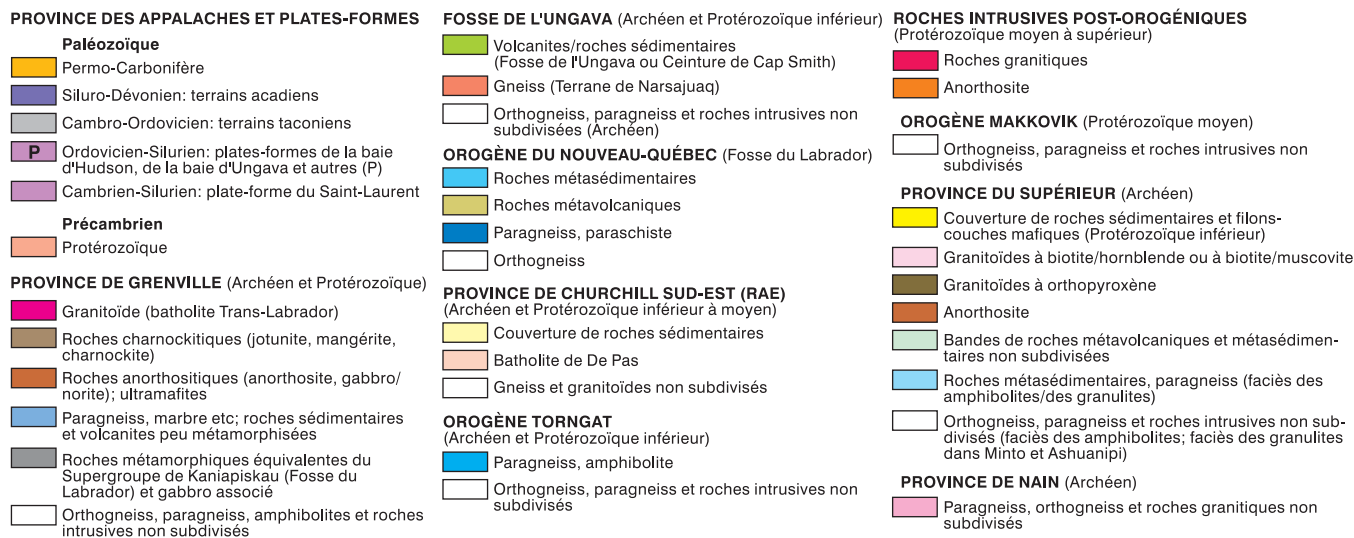 PROVINCE DES APPALACHES ET PLATES-FORMES
Paléozoïque
Permo-Carbonifère
Siluro-Dévonien: terrains acadiens
Cambro-Ordovicien: terrains taconiens
P
Ordovicien-Silurien: plates-formes de la baie
d'Hudson, de la baie d'Ungava et autres (P)
Cambrien-Silurien: plate-forme du Saint-Laurent
Précambrien
Protérozoïque
PROVINCE DE GRENVILLE (Archéen et Protérozoïque)
Granitoïde (batholite Trans-Labrador)
Roches charnockitiques (jotunite, mangérite,
charnockite)
Roches anorthositiques (anorthosite, gabbro/
norite); ultramafites
Paragneiss, marbre etc; roches sédimentaires
et volcanites peu métamorphisées
Roches métamorphiques équivalentes du
Supergroupe de Kaniapiskau (Fosse du
Labrador) et gabbro associé
Orthogneiss, paragneiss, amphibolites et roches
intrusives non subdivisées
FOSSE DE L'UNGAVA (Archéen et Protérozoïque inférieur)
Volcanites/roches sédimentaires
(Fosse de l'Ungava ou Ceinture de Cap Smith)
Gneiss (Terrane de Narsajuaq)
Orthogneiss, paragneiss et roches intrusives non
subdivisées (Archéen)
OROGÈNE DU NOUVEAU-QUÉBEC (Fosse du Labrador)
Roches métasédimentaires
Roches métavolcaniques
Paragneiss, paraschiste
Orthogneiss
PROVINCE DE CHURCHILL SUD-EST (RAE)
(Archéen et Protérozoïque inférieur à moyen)
Couverture de roches sédimentaires
Batholite de De Pas
Gneiss et granitoïdes non subdivisés
OROGÈNE TORNGAT
(Archéen et Protérozoïque inférieur)
Paragneiss, amphibolite
Orthogneiss, paragneiss et roches intrusives non
subdivisés
ROCHES INTRUSIVES POST-OROGÉNIQUES
(Protérozoïque moyen à supérieur)
Roches granitiques
Anorthosite
OROGÈNE MAKKOVIK (Protérozoïque moyen)
Orthogneiss, paragneiss et roches intrusives non
subdivisés
PROVINCE DU SUPÉRIEUR (Archéen)
Couverture de roches sédimentaires et filons-
couches mafiques (Protérozoïque inférieur)
Granitoïdes à biotite/hornblende ou à biotite/muscovite
Granitoïdes à orthopyroxène
Anorthosite
Bandes de roches métavolcaniques et métasédimen-
taires non subdivisées
Roches métasédimentaires, paragneiss (faciès des
amphibolites/des granulites)
Orthogneiss, paragneiss et roches intrusives non sub-
divisés (faciès des amphibolites; faciès des granulites
dans Minto et Ashuanipi)
PROVINCE DE NAIN (Archéen)
Paragneiss, orthogneiss et roches granitiques non
subdivisés